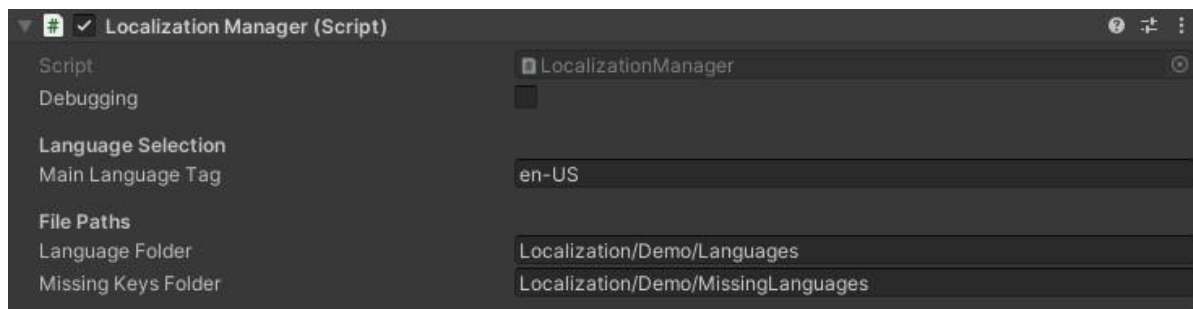 Localization Manager (Script)
Script LocalizationManager
Debugging
Language Selection
Main Language Tag en-US
File Paths
Language Folder Localization/Demo/Languages
Missing Keys Folder Localization/Demo/MissingLanguages